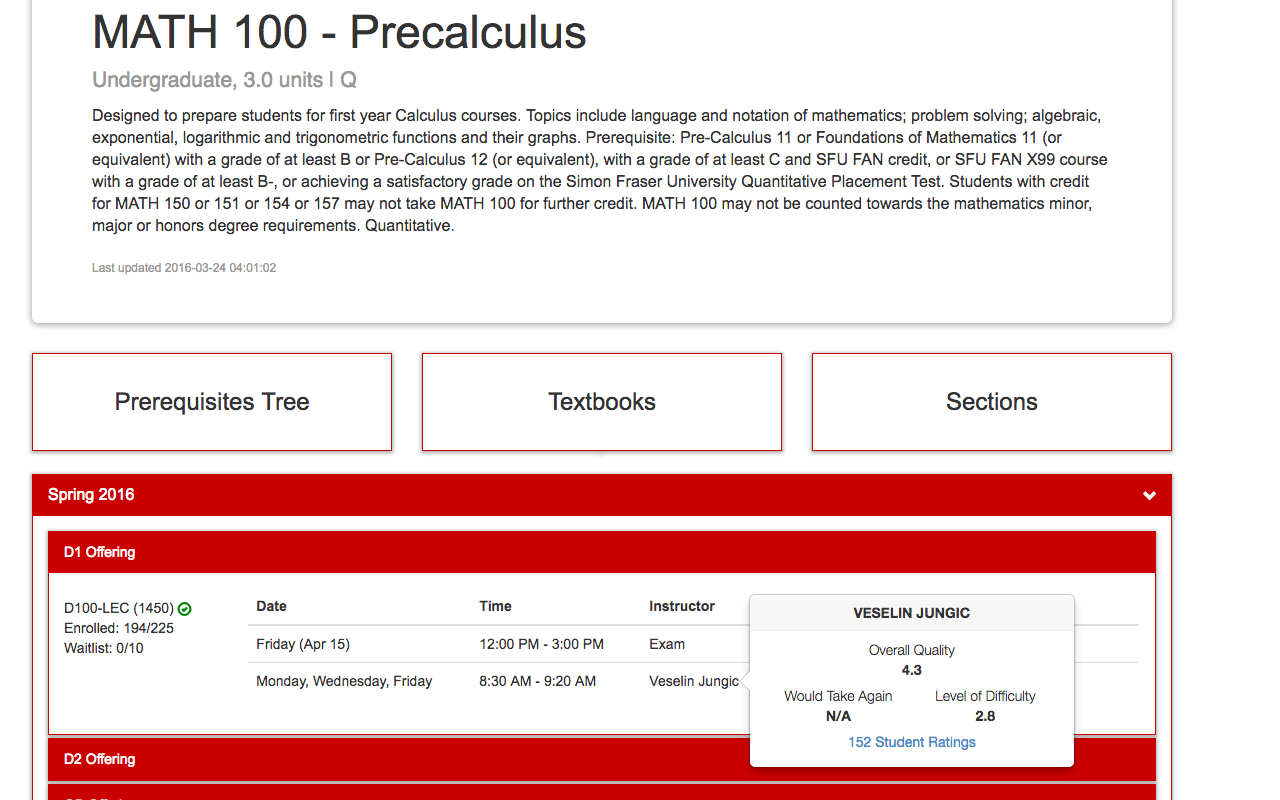 MATH 100 - Precalculus
Undergraduate, 3.0 units | Q
Designed to prepare students for first year Calculus courses. Topics include language and notation of mathematics; problem solving; algebraic,
exponential, logarithmic and trigonometric functions and their graphs. Prerequisite: Pre-Calculus 11 or Foundations of Mathematics 11 (or
equivalent) with a grade of at least B or Pre-Calculus 12 (or equivalent), with a grade of at least C and SFU FAN credit, or SFU FAN X99 course
with a grade of at least B-, or achieving a satisfactory grade on the Simon Fraser University Quantitative Placement Test. Students with credit
for MATH 150 or 151 or 154 or 157 may not take MATH 100 for further credit. MATH 100 may not be counted towards the mathematics minor,
major or honors degree requirements. Quantitative.
Last updated 2016-03-24 04:01:02
Prerequisites Tree
Textbooks
Sections
Spring 2016
D1 Offering
D100-LEC (1450)
Enrolled: 194/225
Waitlist: 0/10
Date Time Instructor
Friday (Apr 15) 12:00 PM - 3:00 PM Exam
Monday, Wednesday, Friday 8:30 AM - 9:20 AM Veselin Jungic
VESELIN JUNGIC
Overall Quality
4.3
Would Take Again Level of Difficulty
N/A 2.8
152 Student Ratings
D2 Offering